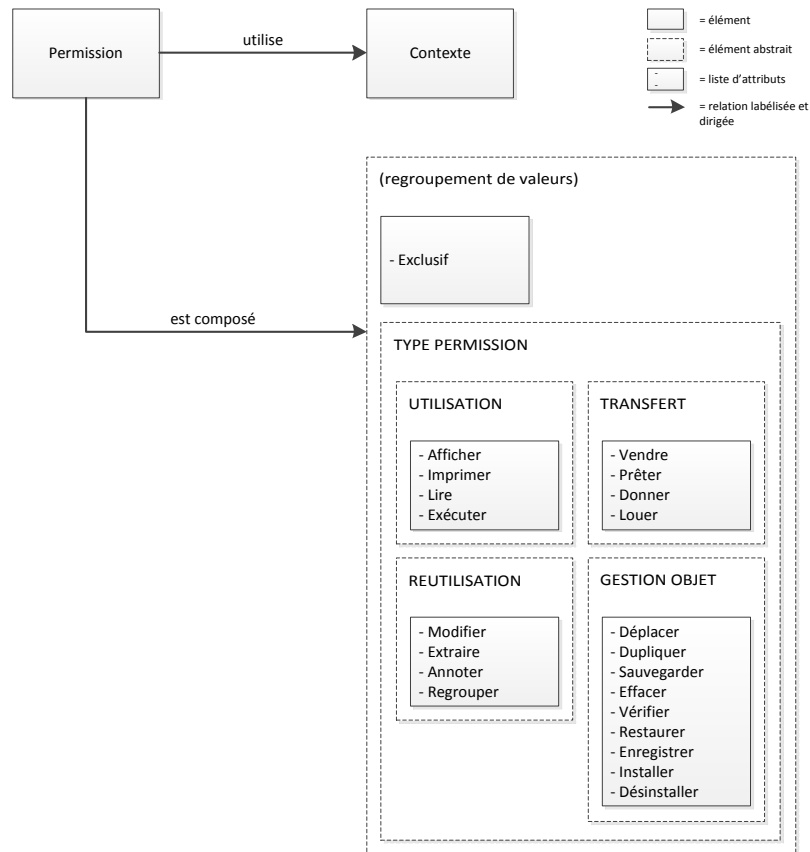 Permission
utilise
Contexte
= élément
= élément abstrait
-
-
= liste d'attributs
= relation labélisée et
dirigée
(regroupement de valeurs)
- Exclusif
est composé
TYPE PERMISSION
UTILISATION
- Afficher
- Imprimer
- Lire
- Exécuter
TRANSFERT
- Vendre
- Prêter
- Donner
- Louer
REUTILISATION
- Modifier
- Extraire
- Annoter
- Regrouper
GESTION OBJET
- Déplacer
- Dupliquer
- Sauvegarder
- Effacer
- Vérifier
- Restaurer
- Enregistrer
- Installer
- Désinstaller